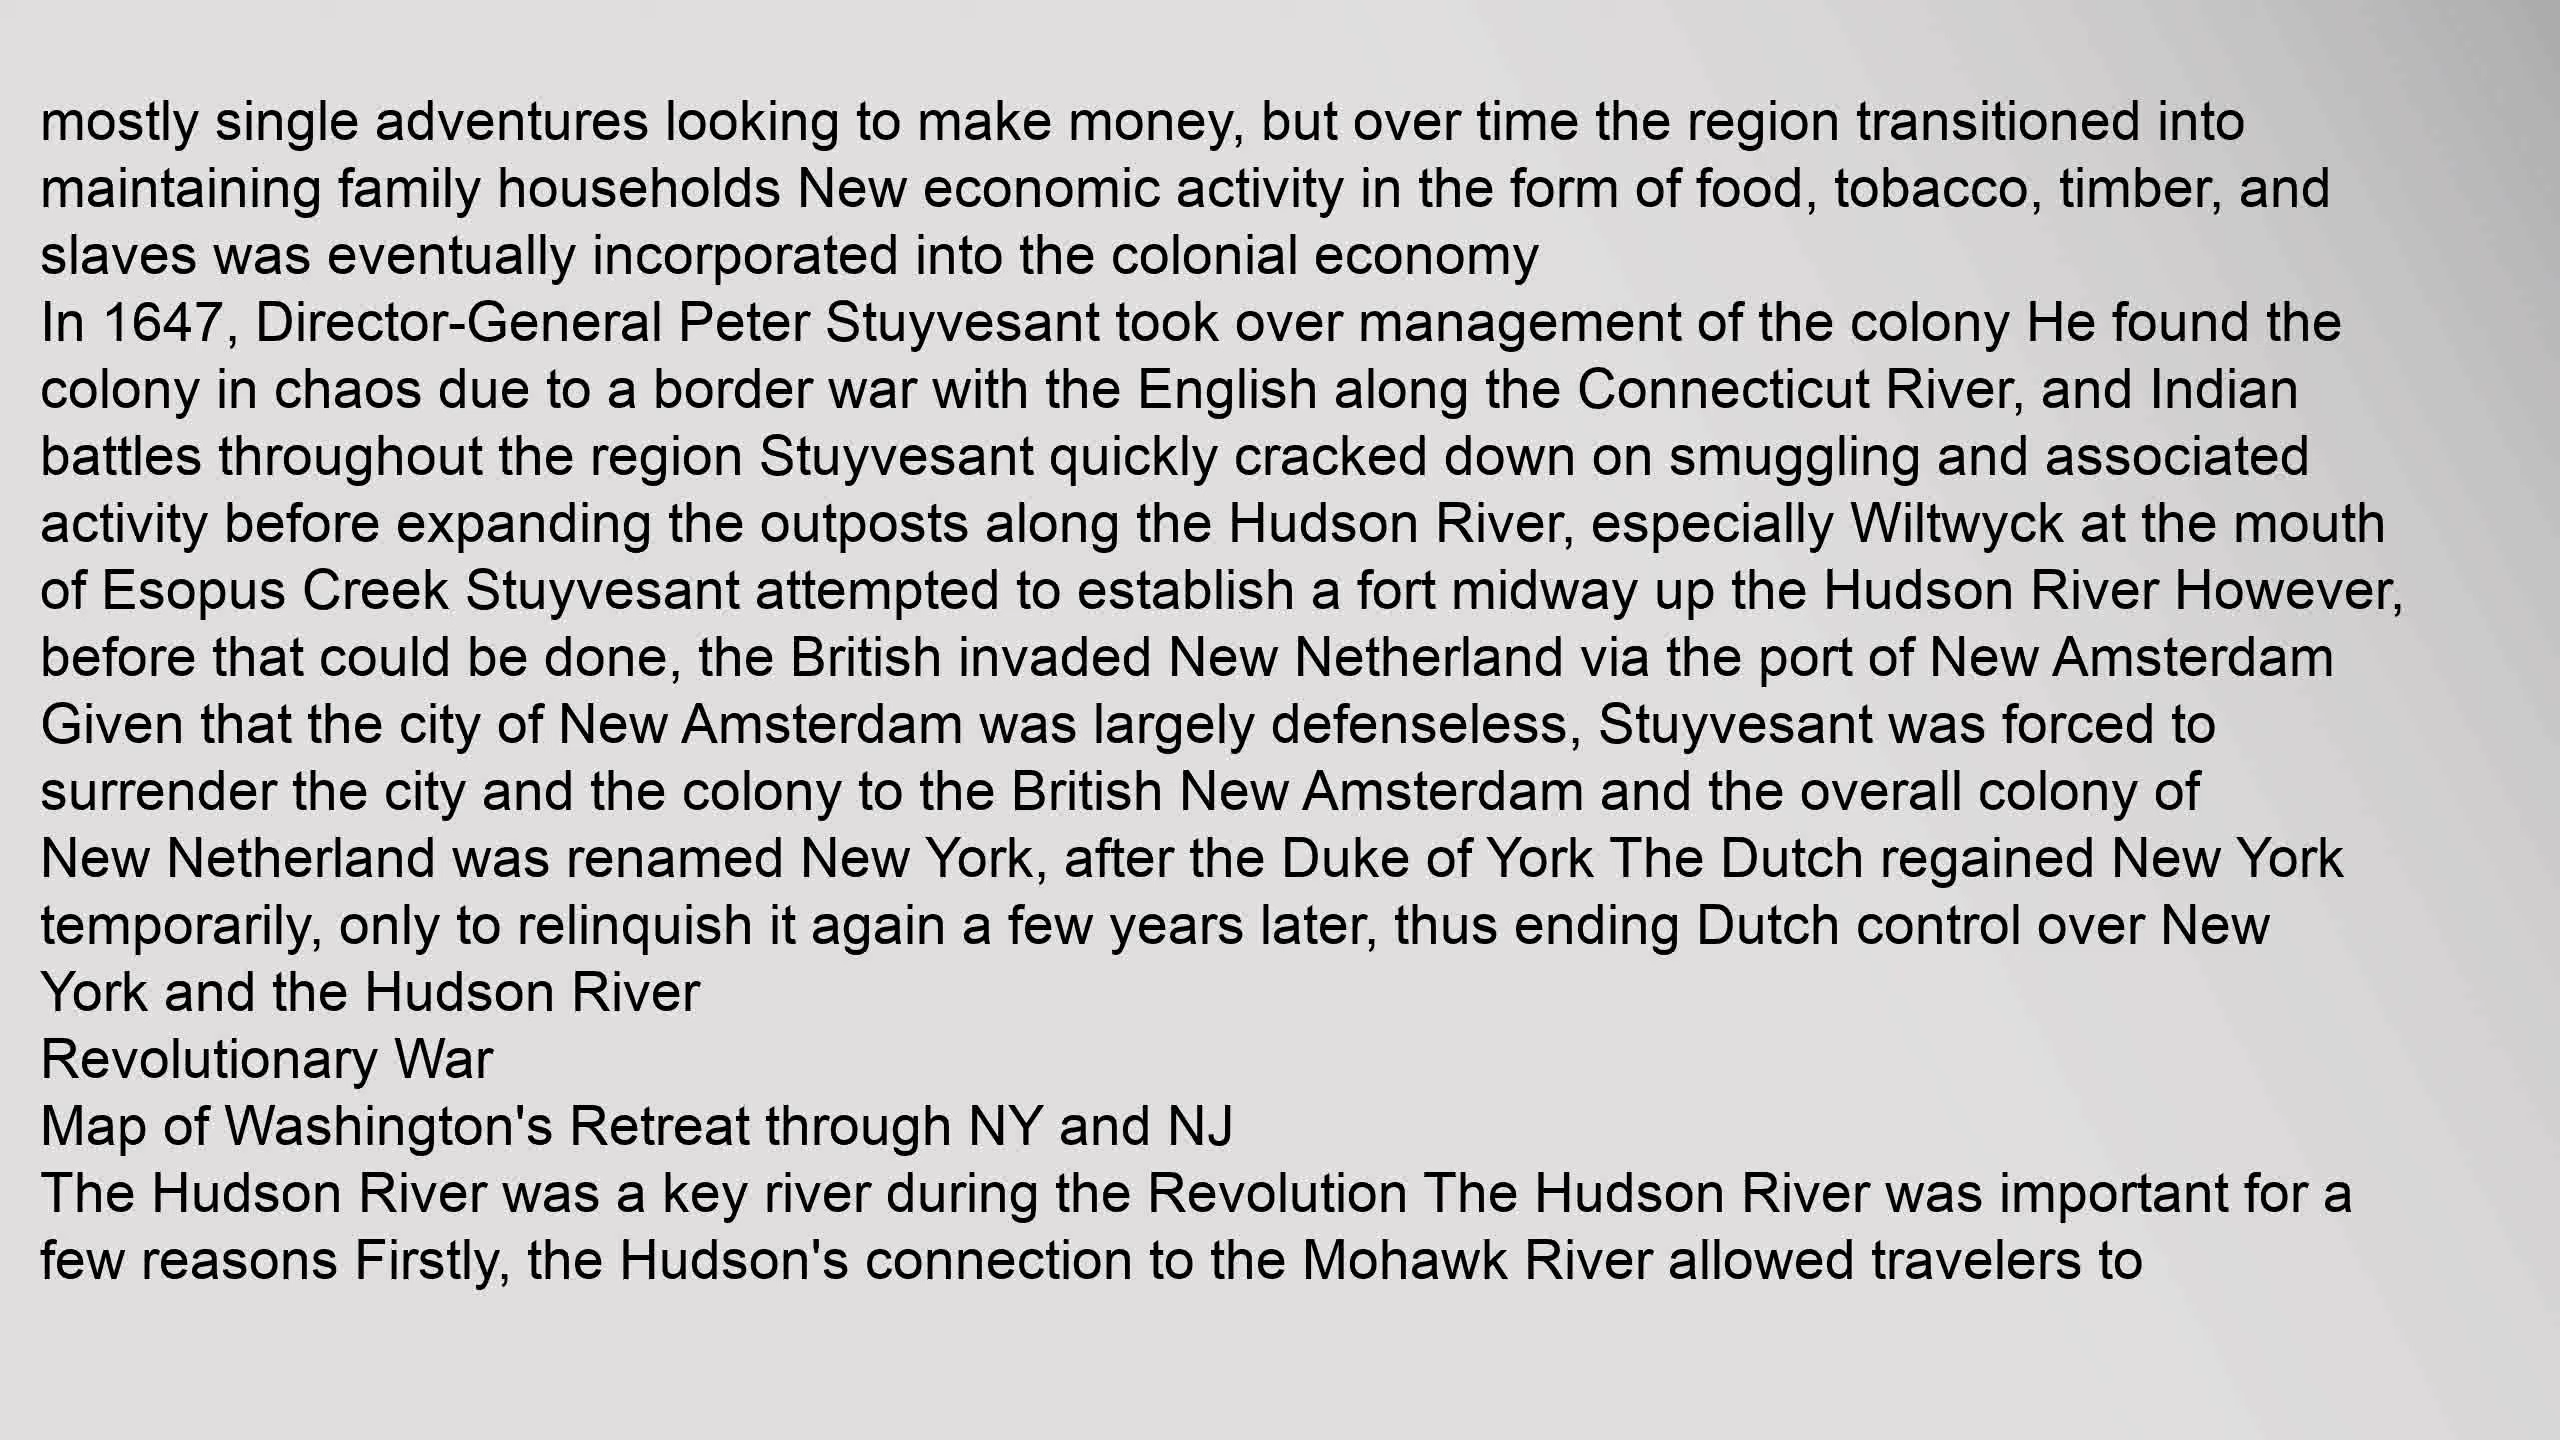 mostly single adventures looking to make money, but over time the region transitioned into
maintaining family households New economic activity in the form of food, tobacco, timber, and
slaves was eventually incorporated into the colonial economy
In 1647, Director-General Peter Stuyvesant took over management of the colony He found the
colony in chaos due to a border war with the English along the Connecticut River, and Indian
battles throughout the region Stuyvesant quickly cracked down on smuggling and associated
activity before expanding the outposts along the Hudson River, especially Wiltwyck at the mouth
of Esopus Creek Stuyvesant attempted to establish a fort midway up the Hudson River However,
before that could be done, the British invaded New Netherland via the port of New Amsterdam
Given that the city of New Amsterdam was largely defenseless, Stuyvesant was forced to
surrender the city and the colony to the British New Amsterdam and the overall colony of
New Netherland was renamed New York, after the Duke of York The Dutch regained New York
temporarily, only to relinquish it again a few years later, thus ending Dutch control over New
York and the Hudson River
Revolutionary War
Map of Washington's Retreat through NY and NJ
The Hudson River was a key river during the Revolution The Hudson River was important for a
few reasons Firstly, the Hudson's connection to the Mohawk River allowed travelers to